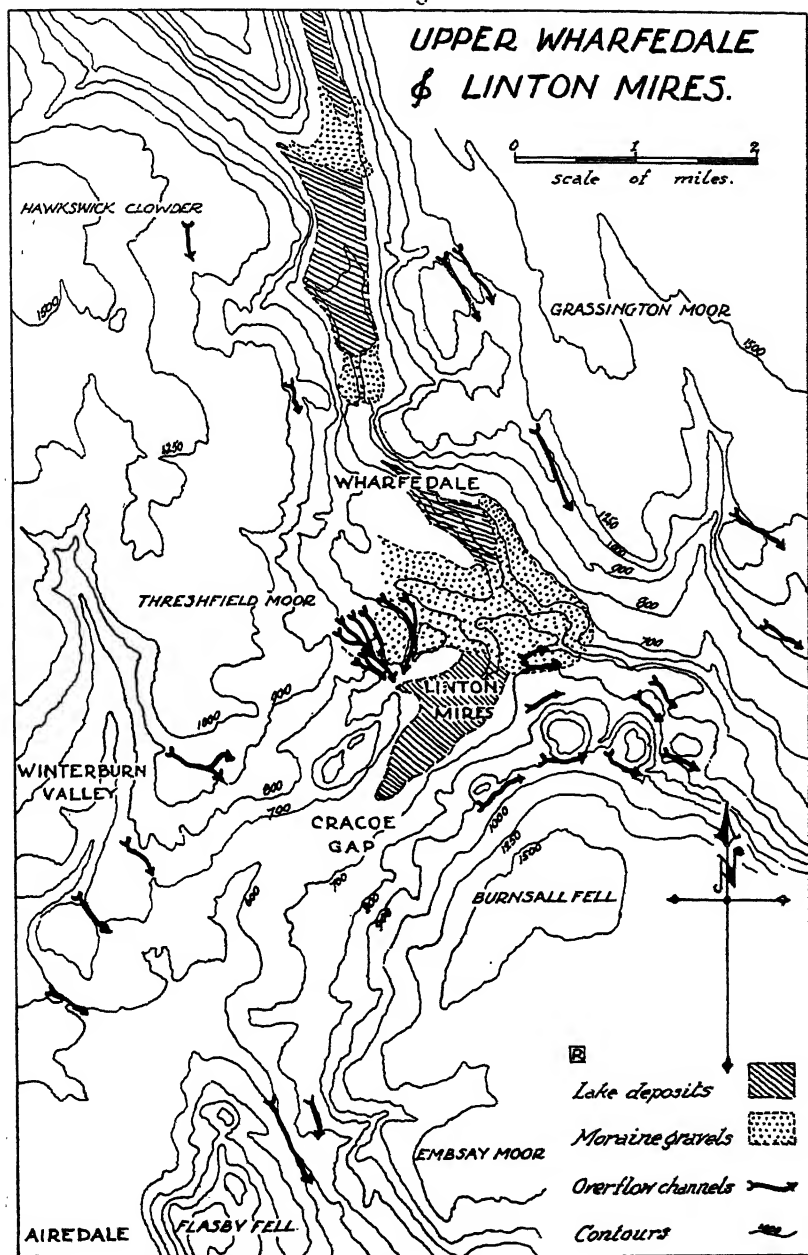 UPPER WHARFEDALE
& LINTON MIRES.
0 1 2
scale of miles.
HAWKSWICK CLOWDER
GRASSINGTON MOOR
1500
1500
1250
WHARFEDALE
1250
1000
900
800
THRESHFIELD MOOR
700
LINTON
MIRES
1000
900
WINTERBURN
VALLEY
800
700
CRACOE
GAP
1000
1250
1500
N
600
700
800
900
BURNSALL FELL
R
Lake deposits
Moraine gravels
EMBSAY MOOR
Overflow channels
AIREDALE
FLASBY FELL
Contours